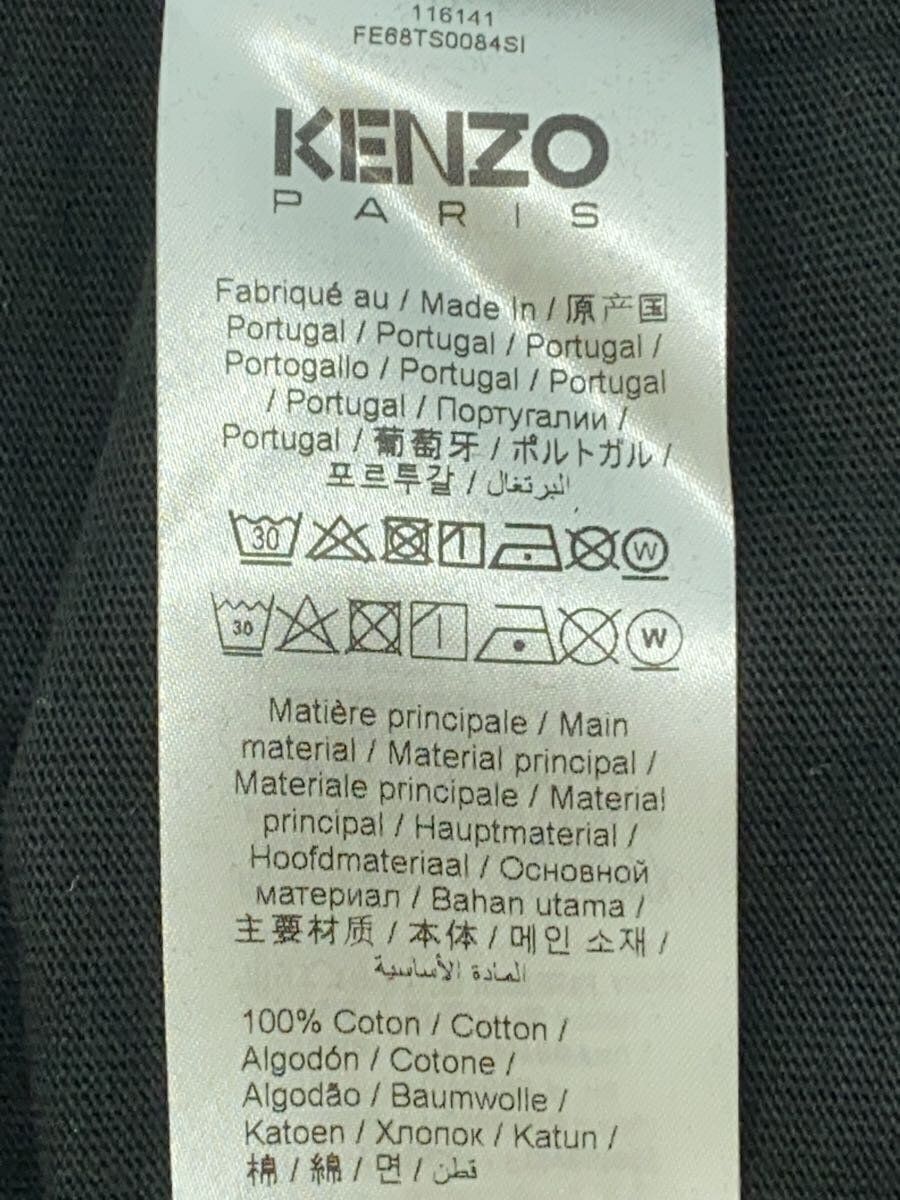 116141
FE68TS0084SI
KENZO
PARIS
Fabriqué au / Made In / 原产国
Portugal / Portugal / Portugal /
Portogallo / Portugal / Portugal
/ Portugal / Португалии /
Portugal / 葡萄牙 / ポルトガル /
포르투갈 / البرتغال
30 W
30 W
Matière principale / Main
material / Material principal /
Materiale principale / Material
principal / Hauptmaterial /
Hoofdmateriaal / Основной
материал / Bahan utama /
主要材质 / 本体 / 메인 소재 /
المادة الأساسية
100% Coton / Cotton /
Algodón / Cotone /
Algodão / Baumwolle /
Katoen / Хлопок / Katun /
棉 / 綿 / 면 / قطن